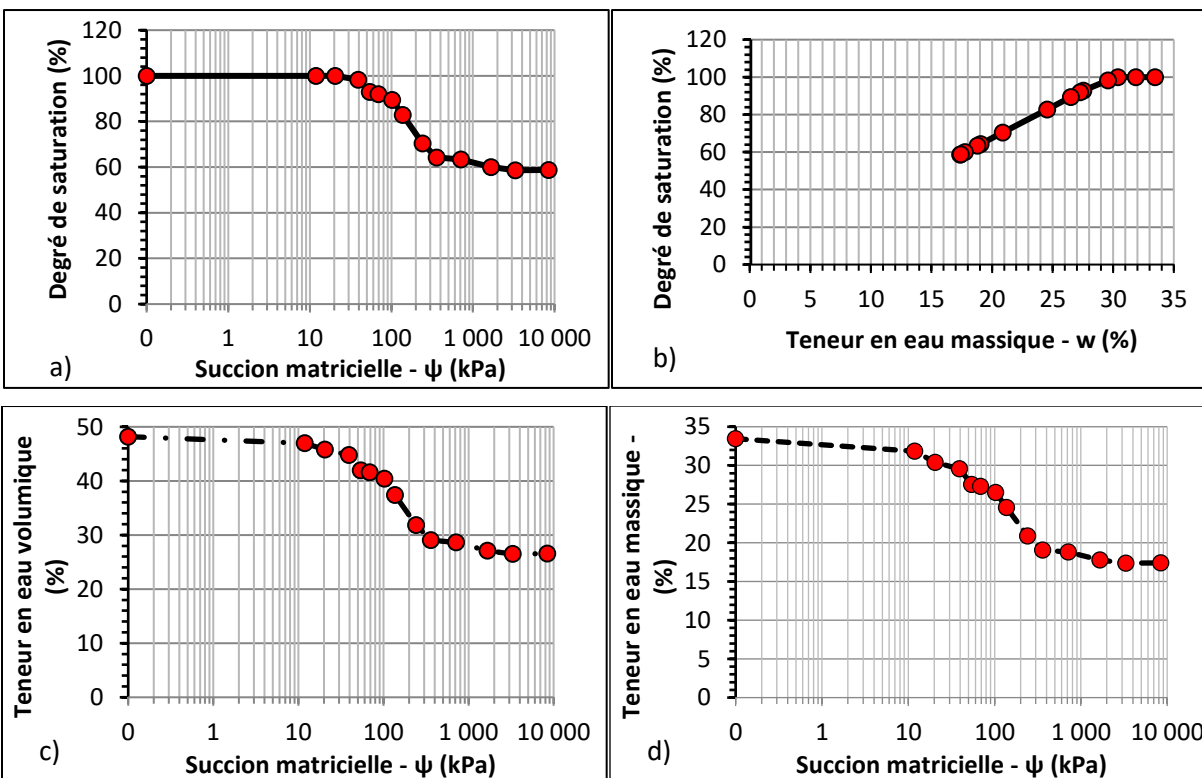 120
100
80
60
40
20
0
Degré de saturation (%)
0 1 10 100 1 000 10 000
Succion matricielle - ψ (kPa)
a)
120
100
80
60
40
20
0
Degré de saturation (%)
0 5 10 15 20 25 30 35
Teneur en eau massique - w (%)
b)
50
40
30
20
10
0
Teneur en eau volumique
(%)
0 1 10 100 1 000 10 000
Succion matricielle - ψ (kPa)
c)
35
30
25
20
15
10
5
0
Teneur en eau massique -
(%)
0 1 10 100 1 000 10 000
Succion matricielle - ψ (kPa)
d)